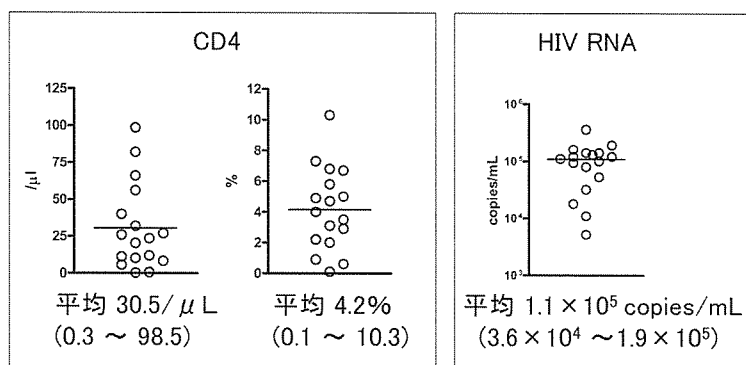 CD4
125
100
75
50
25
0
/μl
12
10
8
6
4
2
0
%
平均 30.5/μL
(0.3 ～ 98.5)
平均 4.2%
(0.1 ～ 10.3)
HIV RNA
10⁶
10⁵
10⁴
10³
copies/mL
平均 1.1×10⁵ copies/mL
(3.6×10⁴ ～1.9×10⁵)